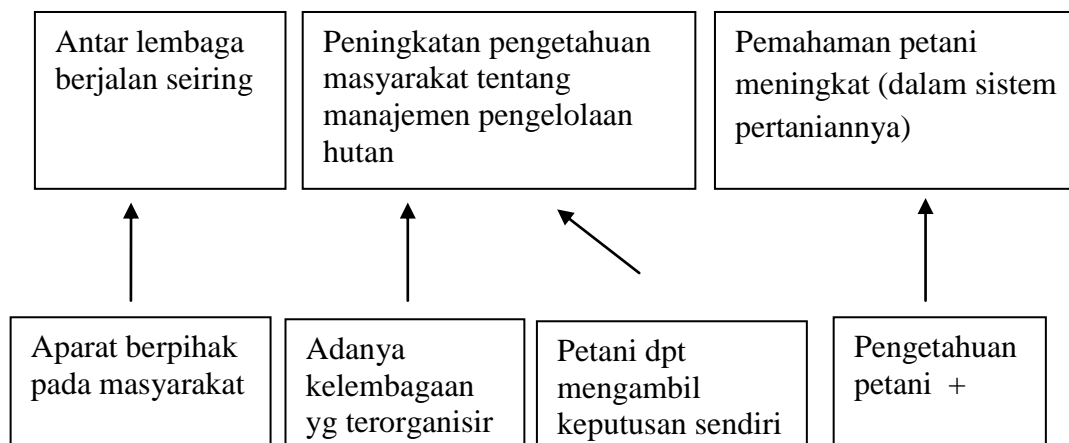 Antar lembaga
berjalan seiring
Peningkatan pengetahuan
masyarakat tentang
manajemen pengelolaan
hutan
Pemahaman petani
meningkat (dalam sistem
pertaniannya)
Aparat berpihak
pada masyarakat
Adanya
kelembagaan
yg terorganisir
Petani dpt
mengambil
keputusan sendiri
Pengetahuan
petani +